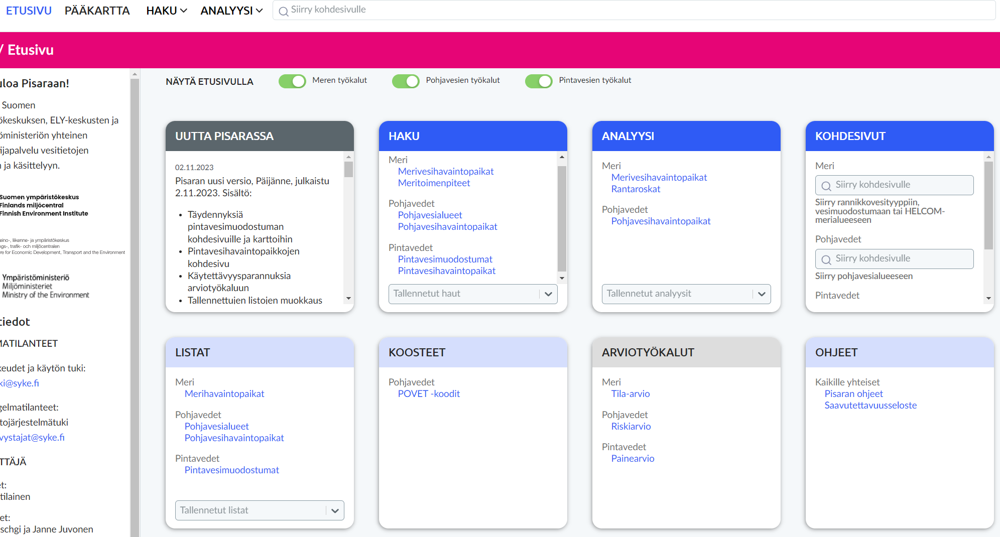 ETUSIVU PÄÄKARTTA HAKU ANALYYSI Siirry kohdesivulle
/ Etusivu
uloa Pisaraan!
Suomen
ökeskuksen, ELY-keskusten ja
öministeriön yhteinen
ijapalvelu vesitietojen
n ja käsittelyyn.
Suomen ympäristökeskus
Finlands miljöcentral
Finnish Environment Institute
eino-, liikenne- ja ympäristökeskus
ngs-, trafik- och miljöcentralen
re for Economic Development, Transport and the Environment
Ympäristöministeriö
Miljöministeriet
Ministry of the Environment
tiedot
MATILANTEET
keudet ja käytön tuki:
ki@syke.fi
gelmatilanteet:
tojärjestelmätuki
vystajat@syke.fi
TTÄJÄ
et:
tilainen
et:
schgi ja Janne Juvonen
NÄYTÄ ETUSIVULLA Meren työkalut Pohjavesien työkalut Pintavesien työkalut
UUTTA PISARASSA
02.11.2023
Pisaran uusi versio, Päijänne, julkaistu
2.11.2023. Sisältö:
• Täydennyksiä
pintavesimuodostuman
kohdesivuille ja karttoihin
• Pintavesihavaintopaikkojen
kohdesivu
• Käytettävyysparannuksia
arviotyökaluun
• Tallennettujen listojen muokkaus
HAKU
Meri
Merivesihavaintopaikat
Meritoimenpiteet
Pohjavedet
Pohjavesialueet
Pohjavesihavaintopaikat
Pintavedet
Pintavesimuodostumat
Pintavesihavaintopaikat
Tallennetut haut
ANALYYSI
Meri
Merivesihavaintopaikat
Rantaroskat
Pohjavedet
Pohjavesihavaintopaikat
Tallennetut analyysit
KOHDESIVUT
Meri
Siirry kohdesivulle
Siirry rannikkovesityyppiin,
vesimuodostumaan tai HELCOM-
merialueeseen
Pohjavedet
Siirry kohdesivulle
Siirry pohjavesialueeseen
Pintavedet
LISTAT
Meri
Merihavaintopaikat
Pohjavedet
Pohjavesialueet
Pohjavesihavaintopaikat
Pintavedet
Pintavesimuodostumat
Tallennetut listat
KOOSTEET
Pohjavedet
POVET -koodit
ARVIOTYÖKALUT
Meri
Tila-arvio
Pohjavedet
Riskiarvio
Pintavedet
Painearvio
OHJEET
Kaikille yhteiset
Pisaran ohjeet
Saavutettavuusseloste